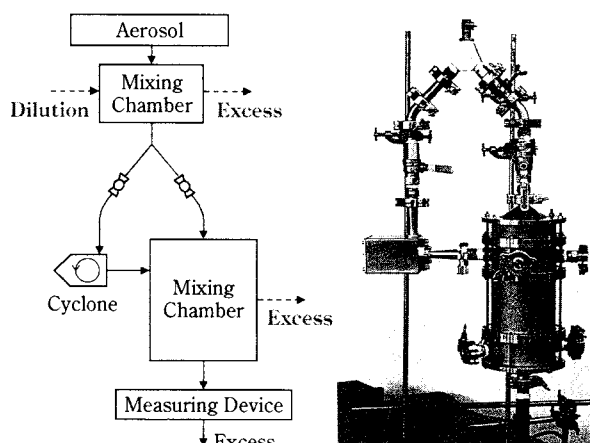 Aerosol
Mixing
Chamber
Dilution
Excess
Cyclone
Mixing
Chamber
Excess
Measuring Device
Excess